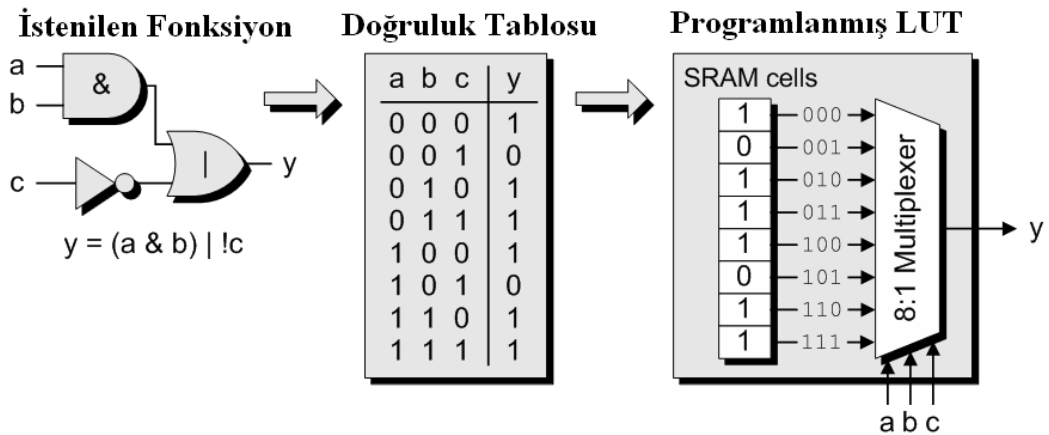 İstenilen Fonksiyon
a
b
&
c
|
y
y = (a & b) | !c
Doğruluk Tablosu
a b c y
0 0 0 1
0 0 1 0
0 1 0 1
0 1 1 1
1 0 0 1
1 0 1 0
1 1 0 1
1 1 1 1
Programlanmış LUT
SRAM cells
1 000
0 001
1 010
1 011
1 100
0 101
1 110
1 111
8:1 Multiplexer
y
a b c